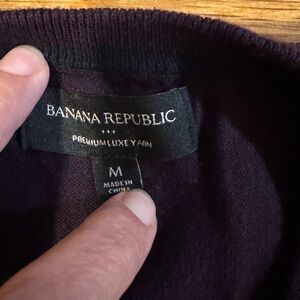 BANANA REPUBLIC
PREMIUM LUXE YARN
M
MADE IN
CHINA